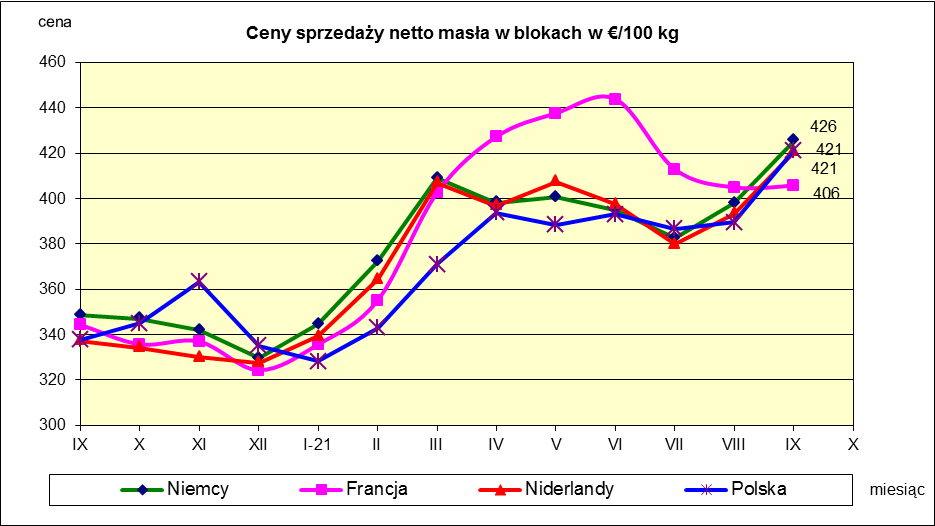 cena
Ceny sprzedaży netto masła w blokach w €/100 kg
460
440
420
400
380
360
340
320
300
426
421
421
406
IX X XI XII I-21 II III IV V VI VII VIII IX X
Niemcy Francja Niderlandy Polska
miesiąc